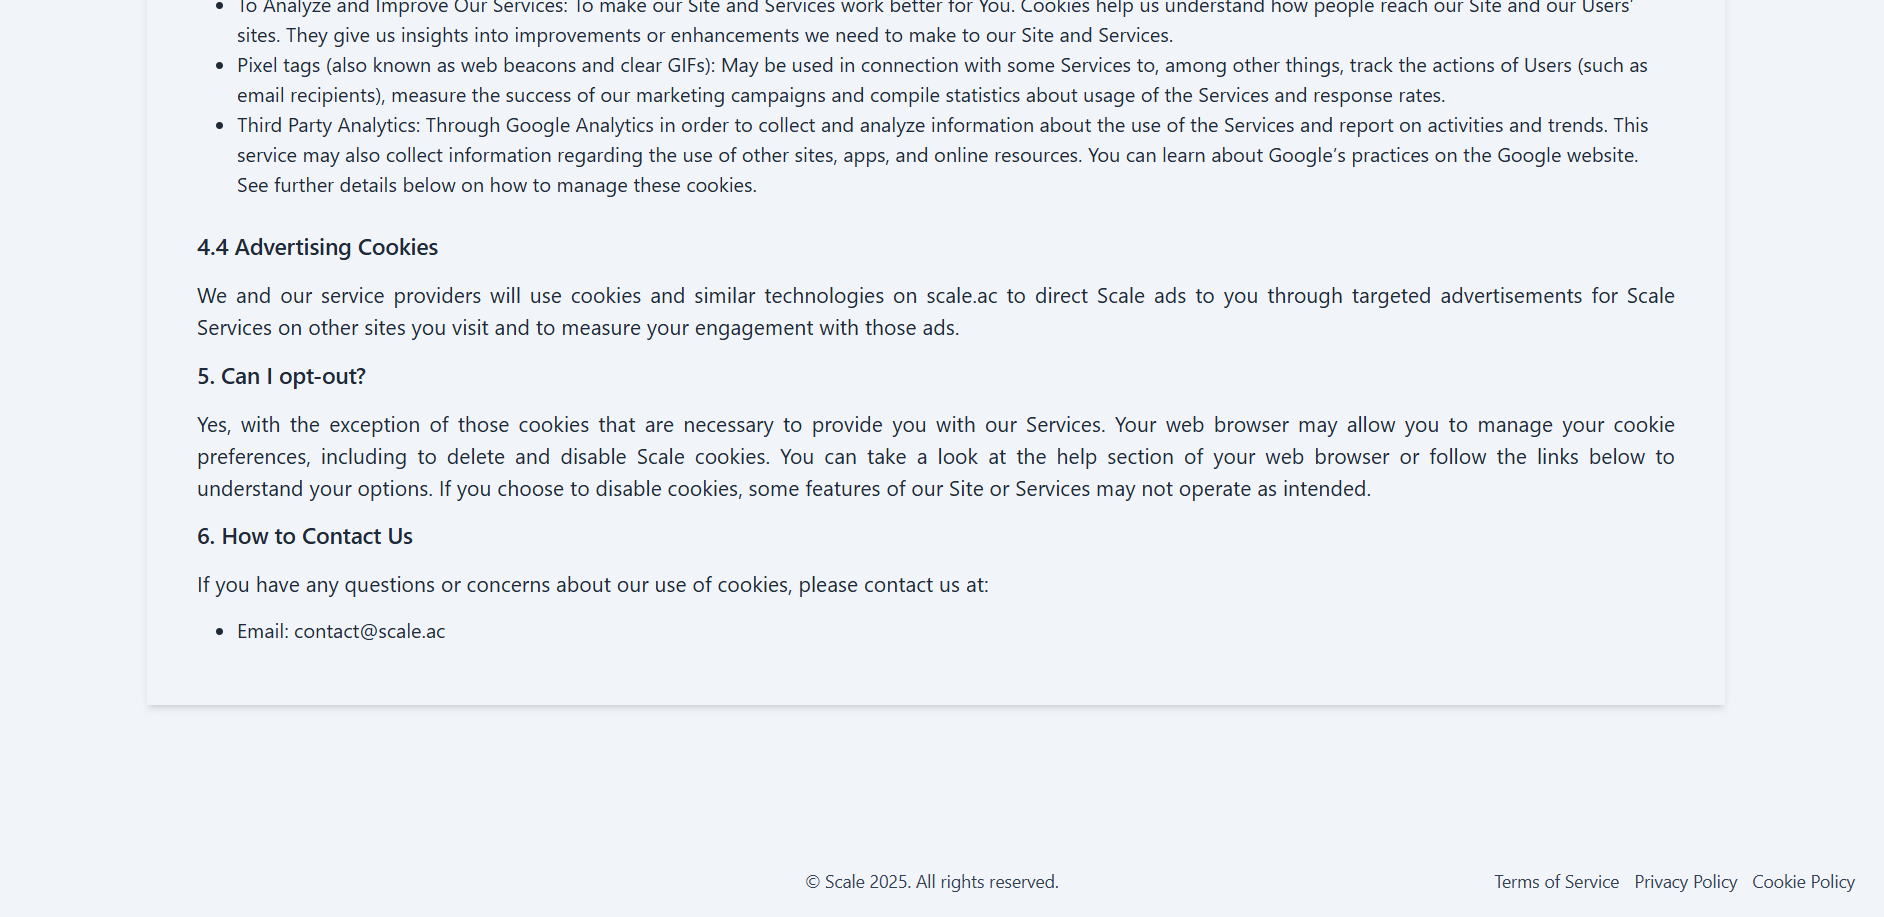 To Analyze and Improve Our Services: To make our Site and Services work better for You. Cookies help us understand how people reach our Site and our Users'
sites. They give us insights into improvements or enhancements we need to make to our Site and Services.
Pixel tags (also known as web beacons and clear GIFs): May be used in connection with some Services to, among other things, track the actions of Users (such as
email recipients), measure the success of our marketing campaigns and compile statistics about usage of the Services and response rates.
Third Party Analytics: Through Google Analytics in order to collect and analyze information about the use of the Services and report on activities and trends. This
service may also collect information regarding the use of other sites, apps, and online resources. You can learn about Google’s practices on the Google website.
See further details below on how to manage these cookies.
4.4 Advertising Cookies
We and our service providers will use cookies and similar technologies on scale.ac to direct Scale ads to you through targeted advertisements for Scale
Services on other sites you visit and to measure your engagement with those ads.
5. Can I opt-out?
Yes, with the exception of those cookies that are necessary to provide you with our Services. Your web browser may allow you to manage your cookie
preferences, including to delete and disable Scale cookies. You can take a look at the help section of your web browser or follow the links below to
understand your options. If you choose to disable cookies, some features of our Site or Services may not operate as intended.
6. How to Contact Us
If you have any questions or concerns about our use of cookies, please contact us at:
Email: contact@scale.ac
© Scale 2025. All rights reserved.
Terms of Service Privacy Policy Cookie Policy